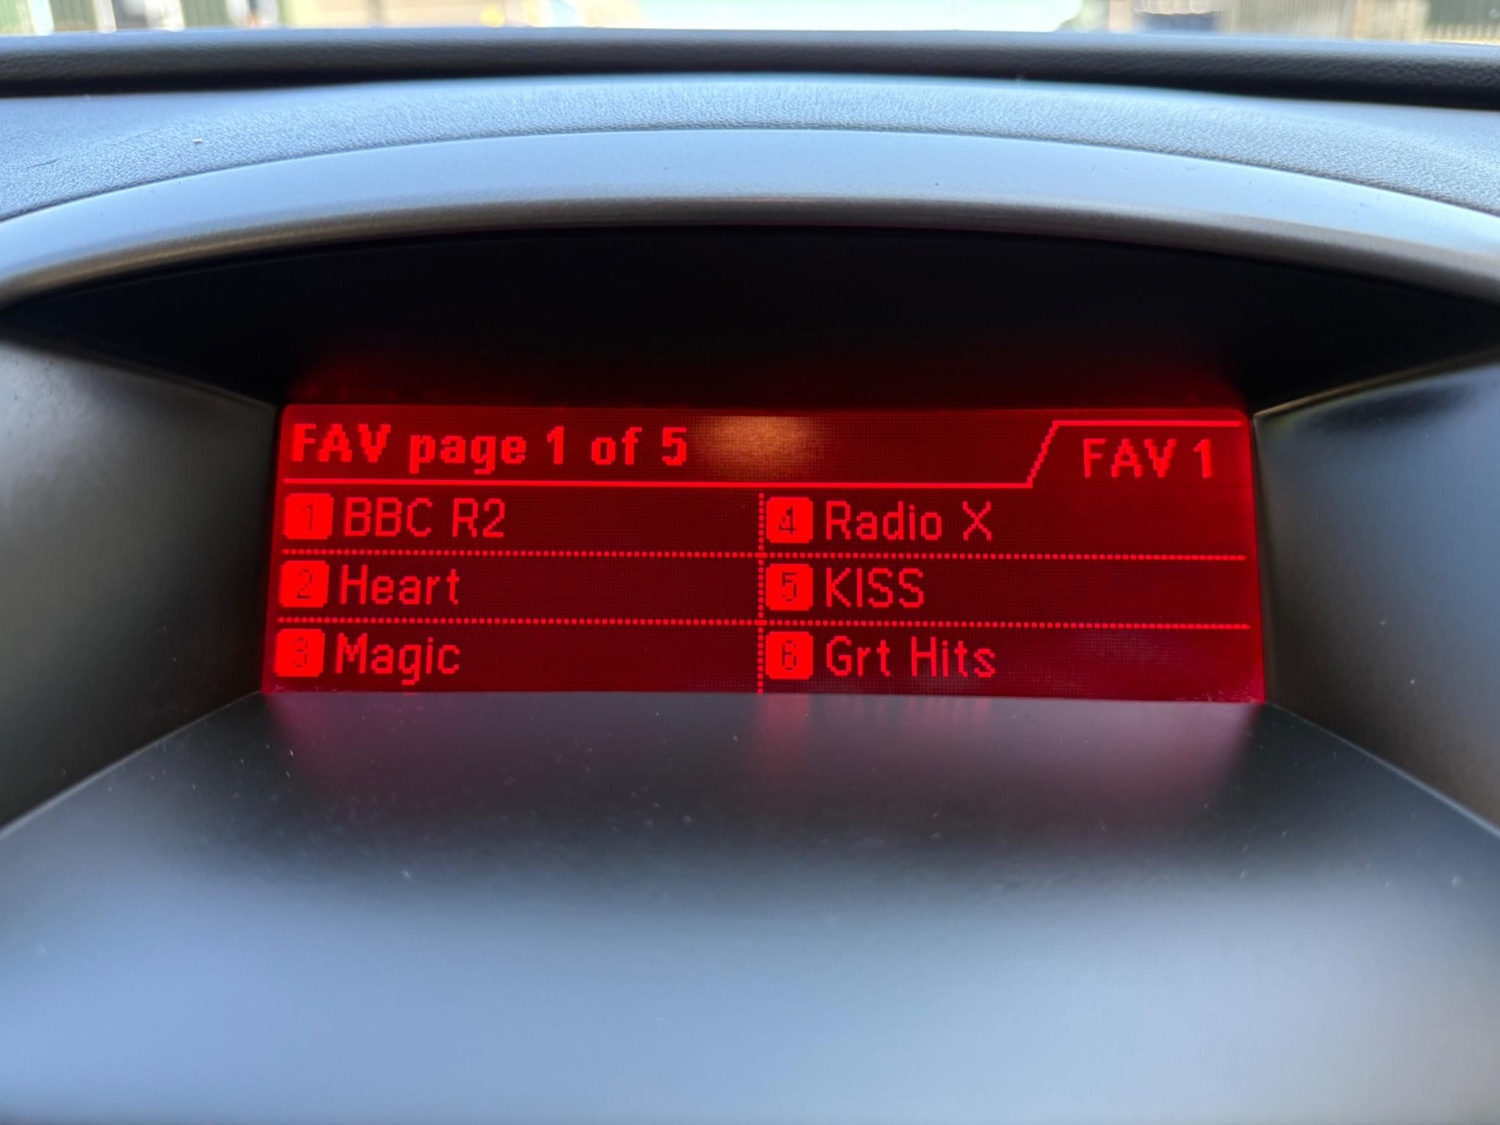 FAV page 1 of 5
FAV 1
1 BBC R2
2 Heart
3 Magic
4 Radio X
5 KISS
6 Grt Hits